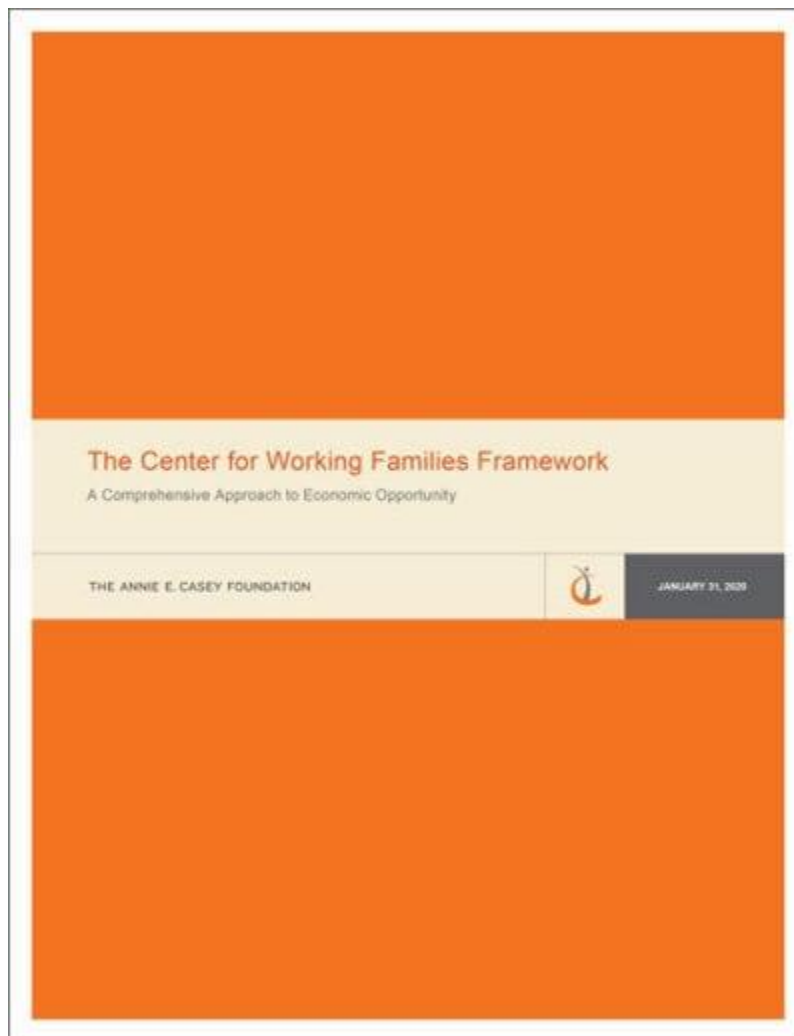 The Center for Working Families Framework
A Comprehensive Approach to Economic Opportunity
THE ANNIE E. CASEY FOUNDATION
JANUARY 31, 2020